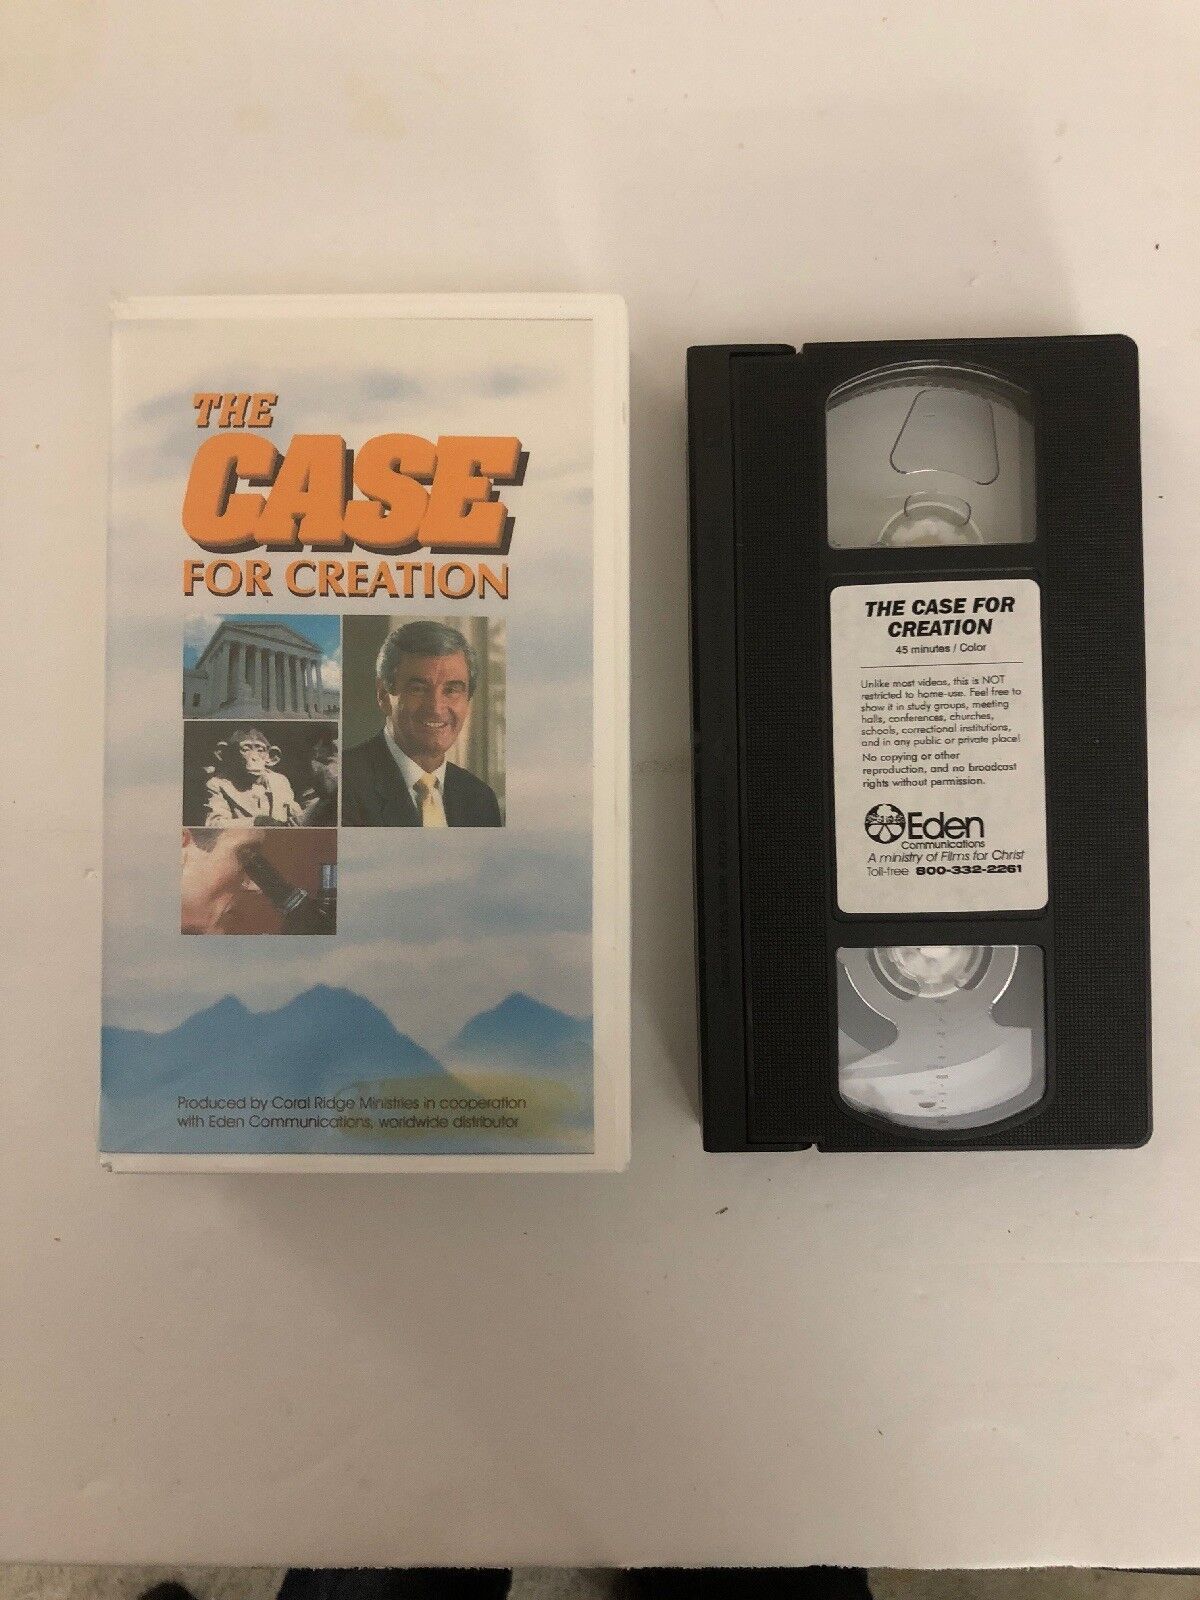 THE
CASE
FOR CREATION
Produced by Coral Ridge Ministries in cooperation
with Eden Communications, worldwide distributor
THE CASE FOR
CREATION
45 minutes / Color
Unlike most videos, this is NOT
restricted to home-use. Feel free to
show it in study groups, meeting
halls, conferences, churches,
schools, correctional institutions,
and in any public or private place!
No copying or other
reproduction, and no broadcast
rights without permission.
Eden
Communications
A ministry of Films for Christ
Toll-free 800-332-2261